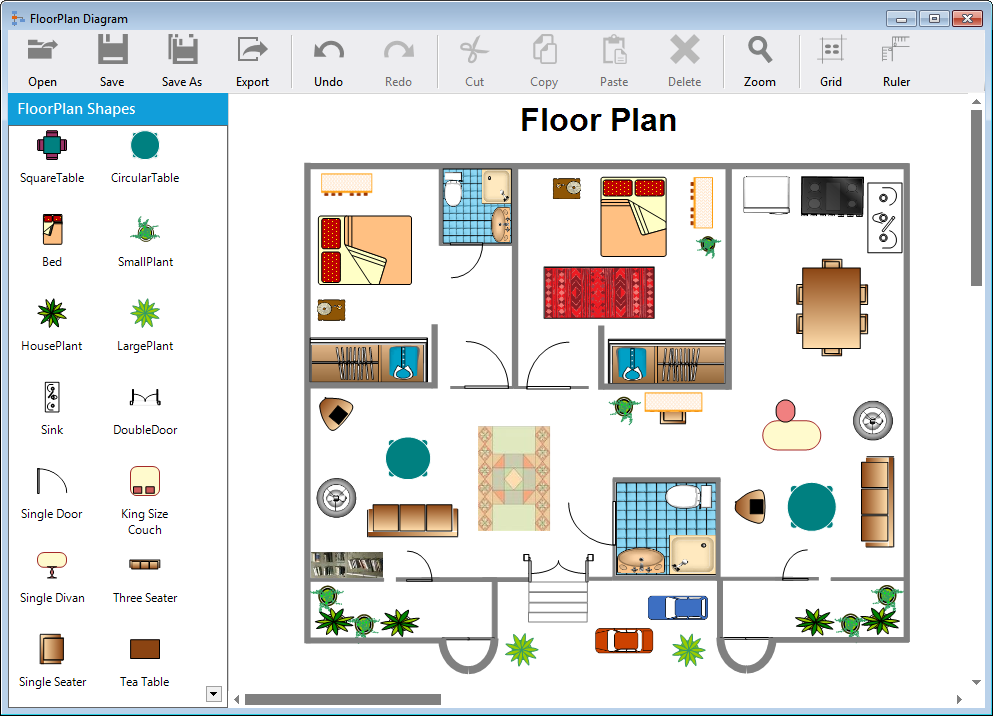 FloorPlan Diagram
Open Save Save As Export Undo Redo Cut Copy Paste Delete Zoom Grid Ruler
FloorPlan Shapes
SquareTable CircularTable
Bed SmallPlant
HousePlant LargePlant
Sink DoubleDoor
Single Door King Size
Couch
Single Divan Three Seater
Single Seater Tea Table
Floor Plan